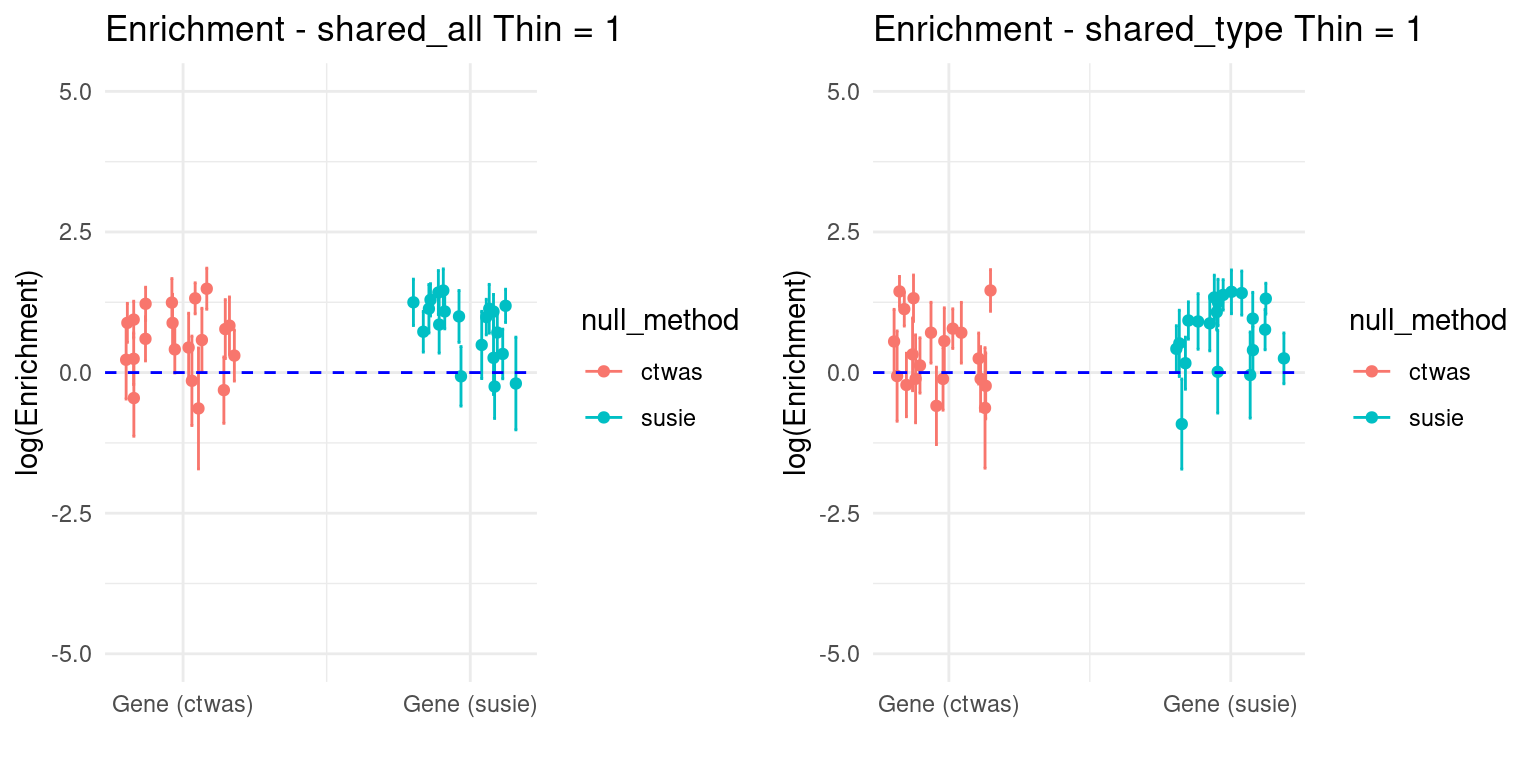 Enrichment - shared_all Thin = 1
log(Enrichment)
5.0
2.5
0.0
-2.5
-5.0
Gene (ctwas)
Gene (susie)
null_method
ctwas
susie
Enrichment - shared_type Thin = 1
log(Enrichment)
5.0
2.5
0.0
-2.5
-5.0
Gene (ctwas)
Gene (susie)
null_method
ctwas
susie